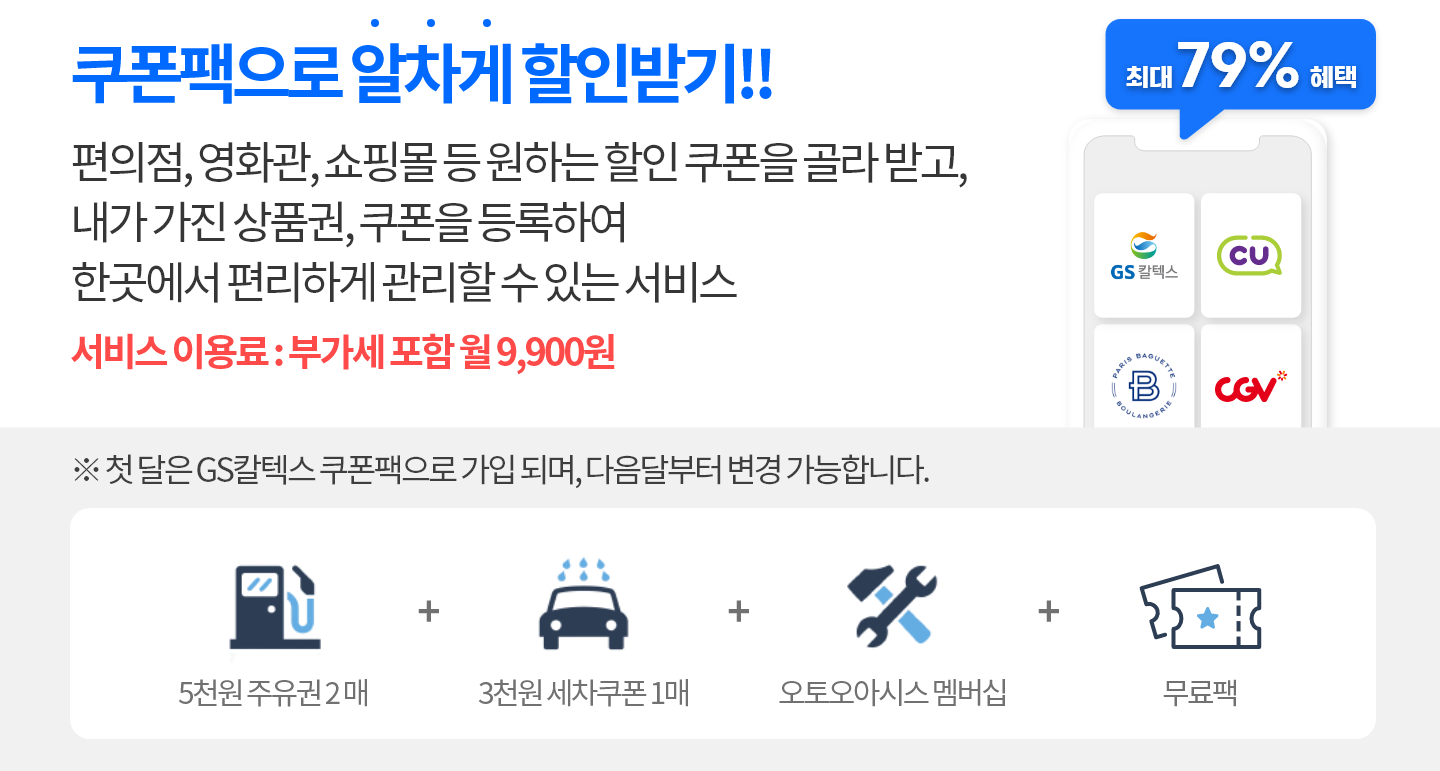 쿠폰팩으로 알차게 할인받기!!
최대 79% 혜택
편의점, 영화관, 쇼핑몰 등 원하는 할인 쿠폰을 골라 받고,
내가 가진 상품권, 쿠폰을 등록하여
한곳에서 편리하게 관리할 수 있는 서비스
서비스 이용료 : 부가세 포함 월 9,900원
GS 칼텍스
CU
PARIS BAGUETTE
B
BOULANGERIE
CGV
※ 첫 달은 GS칼텍스 쿠폰팩으로 가입 되며, 다음달부터 변경 가능합니다.
+ + +
5천원 주유권 2 매
3천원 세차쿠폰 1매
오토오아시스 멤버십
무료팩